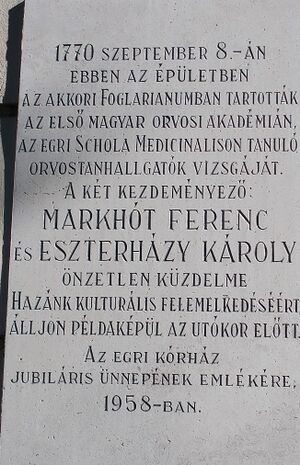 1770 SZEPTEMBER 8.-ÁN
EBBEN AZ ÉPÜLETBEN
AZ AKKORI FOGLARIANUMBAN TARTOTTÁK
AZ ELSŐ MAGYAR ORVOSI AKADÉMIÁN,
AZ EGRI SCHOLA MEDICINALISON TANULÓ
ORVOSTANHALLGATÓK VIZSGÁJÁT.
A KÉT KEZDEMÉNYEZŐ:
MARKHÓT FERENC
ÉS ESZTERHÁZY KÁROLY
ÖNZETLEN KÜZDELME
HAZÁNK KULTURÁLIS FELEMELKEDÉSÉÉRT
ÁLLJON PÉLDAKÉPÜL AZ UTÓKOR ELŐTT.
AZ EGRI KÓRHÁZ
JUBILÁRIS ÜNNEPÉNEK EMLÉKÉRE,
1958-BAN.